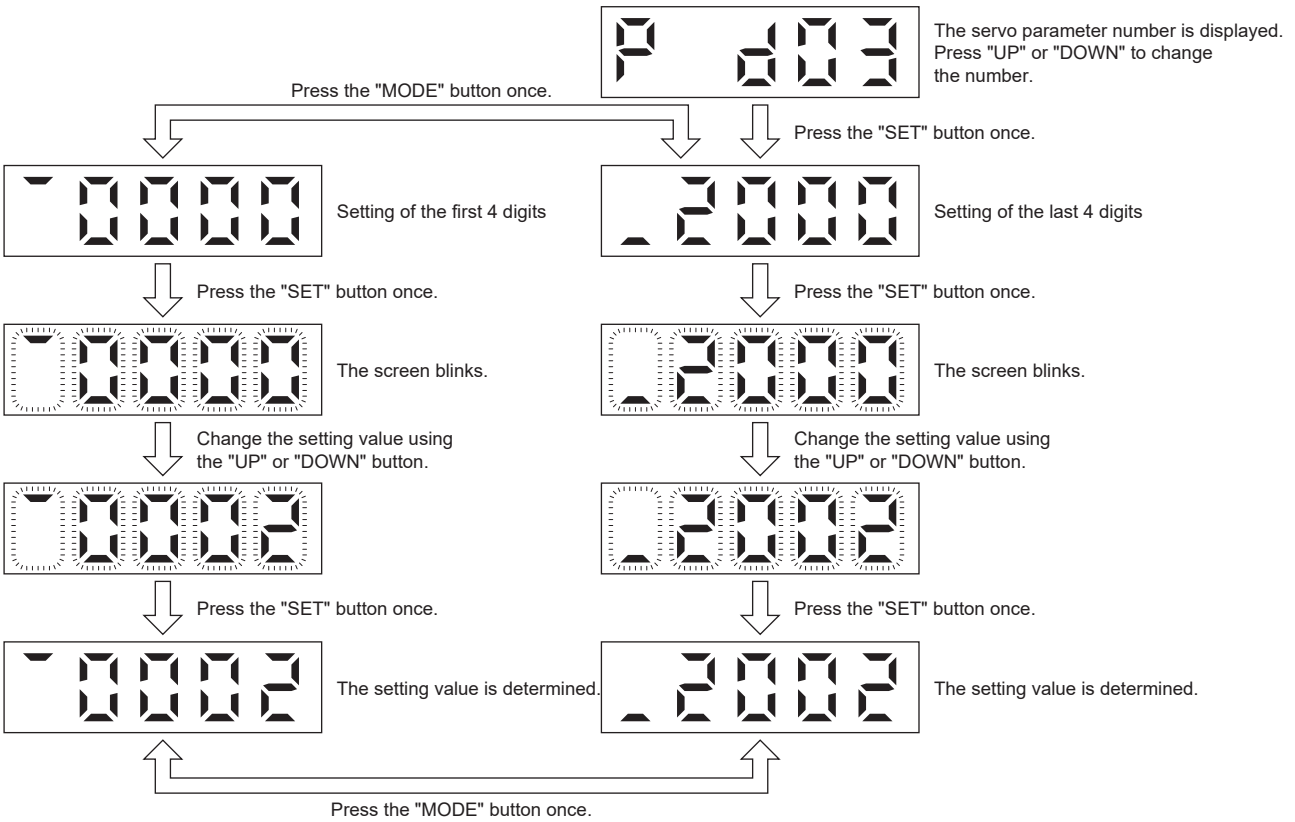 P d03
The servo parameter number is displayed.
Press "UP" or "DOWN" to change
the number.
Press the "MODE" button once.
Press the "SET" button once.
¯0000
Setting of the first 4 digits
_2000
Setting of the last 4 digits
Press the "SET" button once.
Press the "SET" button once.
¯0000
The screen blinks.
_2000
The screen blinks.
Change the setting value using
the "UP" or "DOWN" button.
Change the setting value using
the "UP" or "DOWN" button.
¯0002
_2002
Press the "SET" button once.
Press the "SET" button once.
¯0002
The setting value is determined.
_2002
The setting value is determined.
Press the "MODE" button once.